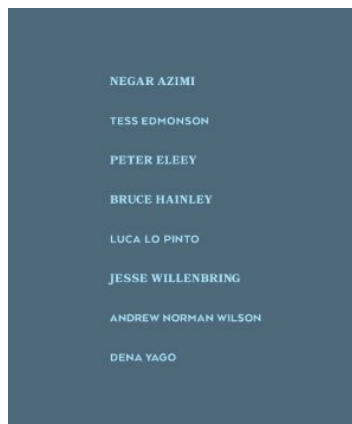 NEGAR AZIMI
TESS EDMONSON
PETER ELEEY
BRUCE HAINLEY
LUCA LO PINTO
JESSE WILLENBRING
ANDREW NORMAN WILSON
DENA YAGO